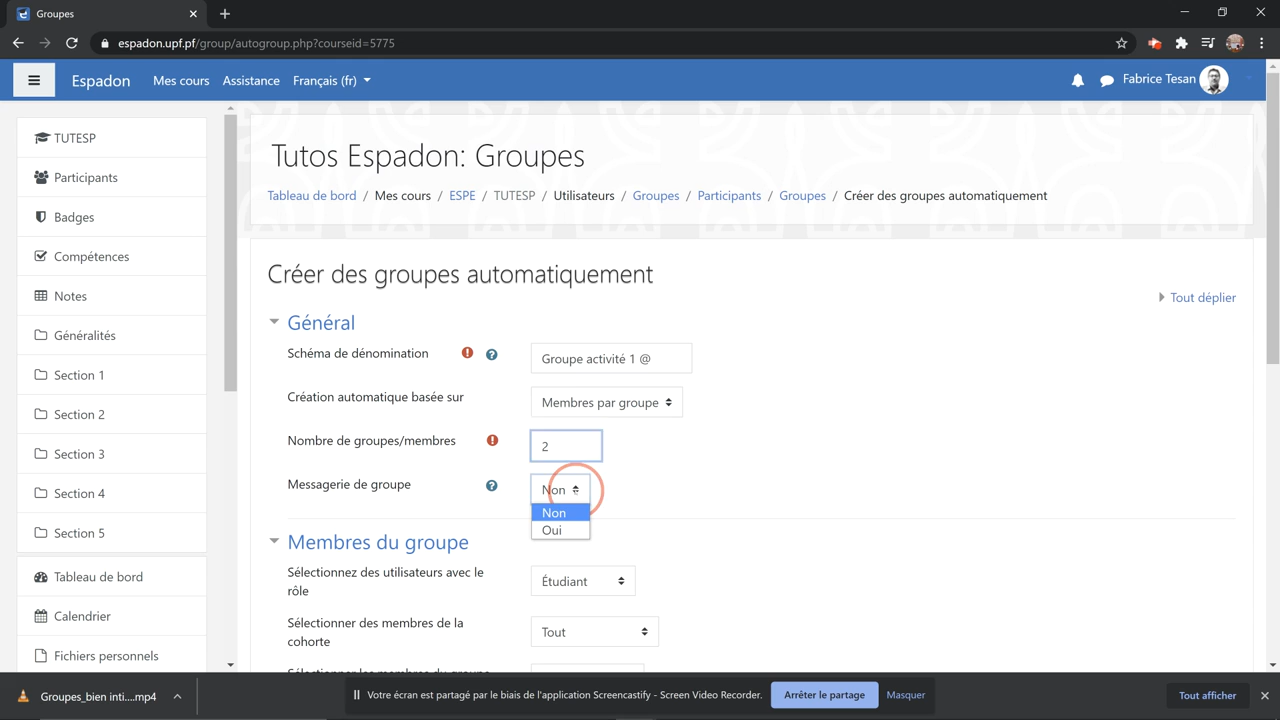 Groupes
espadon.upf.pf/group/autogroup.php?courseid=5775
Espadon
Mes cours
Assistance
Français (fr)
Fabrice Tesan
TUTESP
Participants
Badges
Compétences
Notes
Généralités
Section 1
Section 2
Section 3
Section 4
Section 5
Tableau de bord
Calendrier
Fichiers personnels
Tutos Espadon: Groupes
Tableau de bord / Mes cours / ESPE / TUTESP / Utilisateurs / Groupes / Participants / Groupes / Créer des groupes automatiquement
Créer des groupes automatiquement
Tout déplier
Général
Schéma de dénomination
Groupe activité 1 @
Création automatique basée sur
Membres par groupe
Nombre de groupes/membres
2
Messagerie de groupe
Non
Non
Oui
Membres du groupe
Sélectionnez des utilisateurs avec le
rôle
Étudiant
Sélectionner des membres de la
cohorte
Tout
Sélectionner les membres du groupe
Groupes_bien inti....mp4
Votre écran est partagé par le biais de l'application Screencastify - Screen Video Recorder.
Arrêter le partage
Masquer
Tout afficher